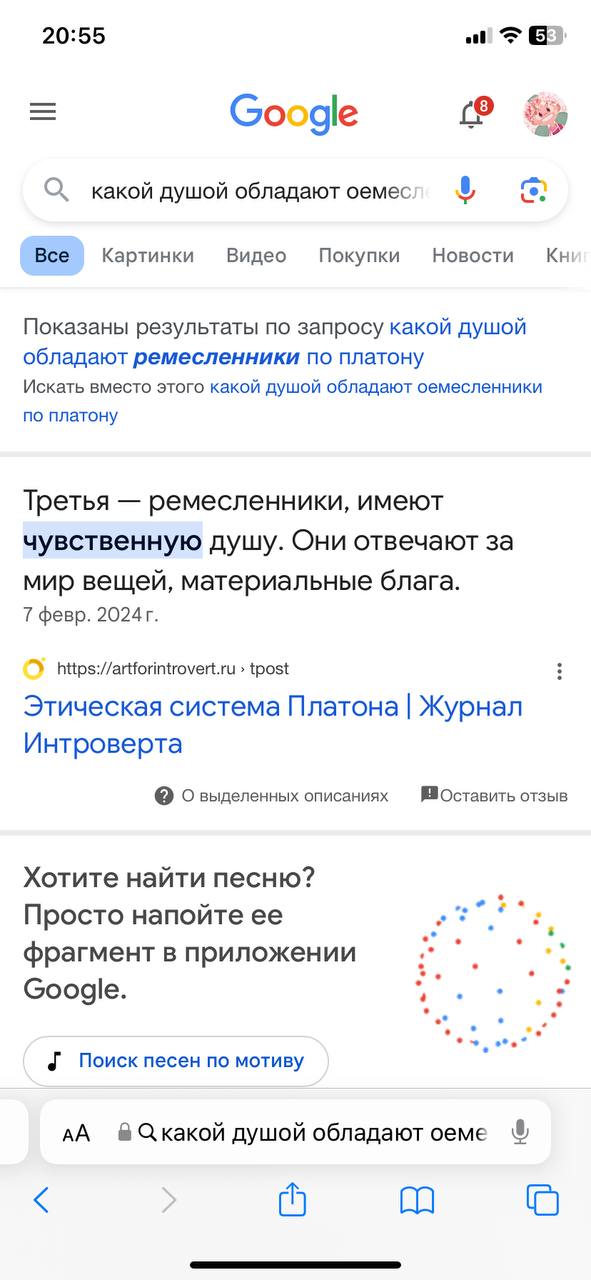 20:55
53
Google
8
какой душой обладают оемесле
Все Картинки Видео Покупки Новости Книг
Показаны результаты по запросу какой душой
обладают ремесленники по платону
Искать вместо этого какой душой обладают оемесленники
по платону
Третья — ремесленники, имеют
чувственную душу. Они отвечают за
мир вещей, материальные блага.
7 февр. 2024 г.
https://artforintrovert.ru › tpost
Этическая система Платона | Журнал
Интроверта
О выделенных описаниях Оставить отзыв
Хотите найти песню?
Просто напойте ее
фрагмент в приложении
Google.
Поиск песен по мотиву
AA какой душой обладают оеме